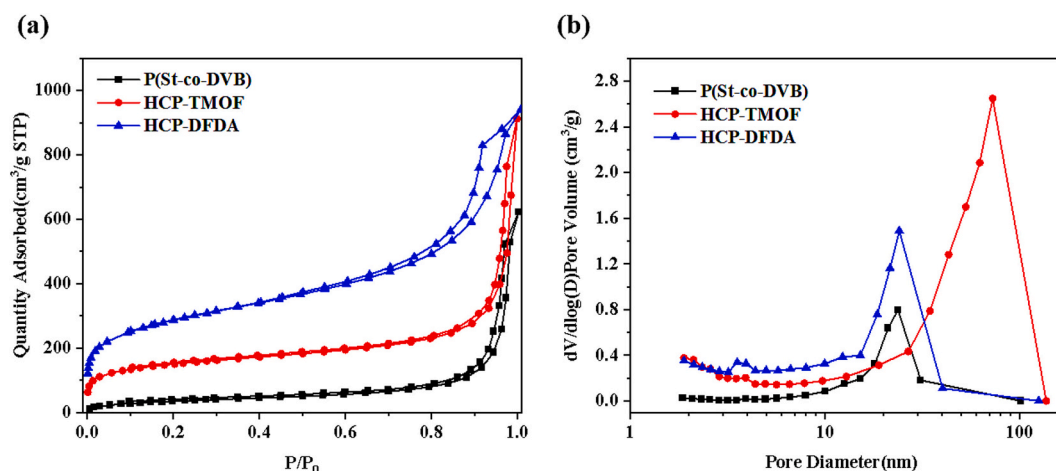 (a)
P(St-co-DVB)
HCP-TMOF
HCP-DFDA
Quantity Adsorbed(cm³/g STP)
1000
800
600
400
200
0
0.0 0.2 0.4 0.6 0.8 1.0
P/P₀
(b)
P(St-co-DVB)
HCP-TMOF
HCP-DFDA
dV/dlog(D)Pore Volume (cm³/g)
2.8
2.4
2.0
1.6
1.2
0.8
0.4
0.0
1 10 100
Pore Diameter(nm)